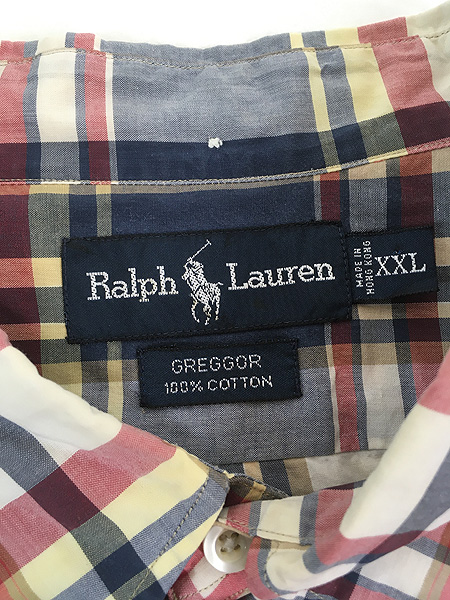 Ralph Lauren
MADE IN
HONG KONG
XXL
GREGGOR
100% COTTON